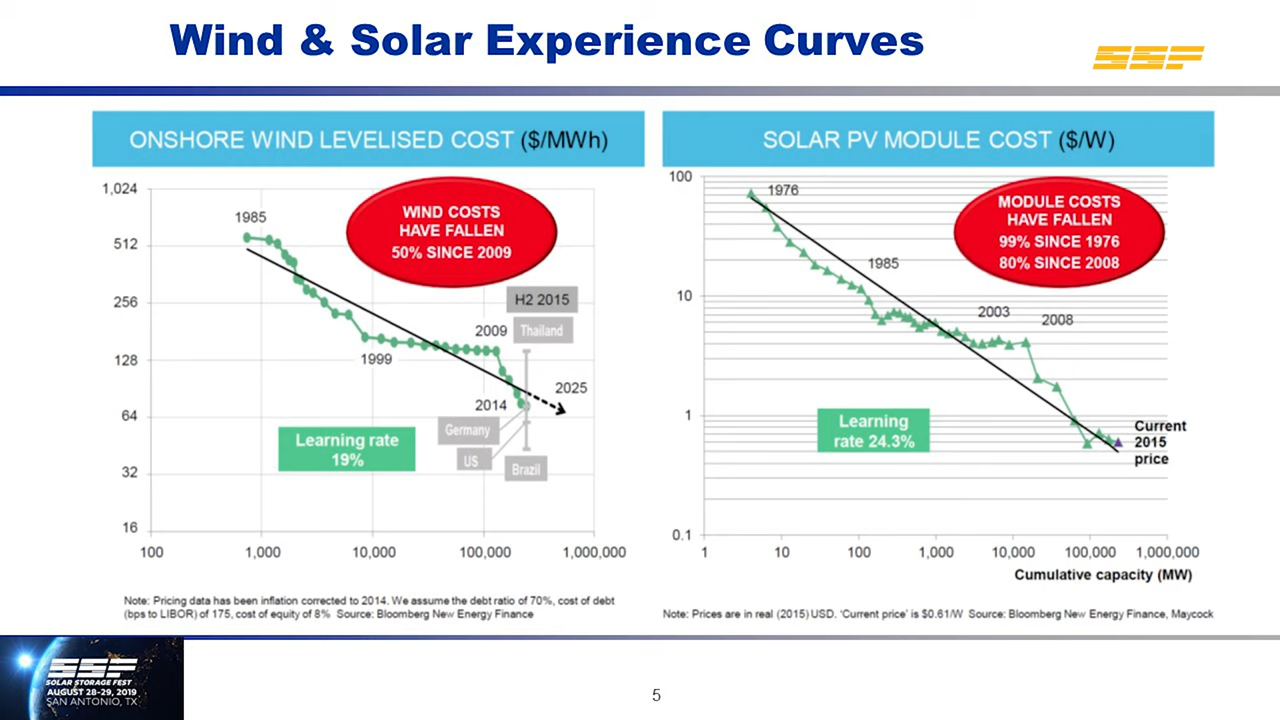 Wind & Solar Experience Curves
SSF
ONSHORE WIND LEVELISED COST ($/MWh)
1,024
512
256
128
64
32
16
1985
WIND COSTS
HAVE FALLEN
50% SINCE 2009
H2 2015
Thailand
2009
1999
2025
2014
Germany
US
Brazil
Learning rate
19%
100
1,000
10,000
100,000
1,000,000
Note: Pricing data has been inflation corrected to 2014. We assume the debt ratio of 70%, cost of debt
(bps to LIBOR) of 175, cost of equity of 8% Source: Bloomberg New Energy Finance
SOLAR PV MODULE COST ($/W)
100
10
1
0.1
1976
MODULE COSTS
HAVE FALLEN
99% SINCE 1976
80% SINCE 2008
1985
2003
2008
Learning
rate 24.3%
Current
2015
price
1
10
100
1,000
10,000
100,000
1,000,000
Cumulative capacity (MW)
Note: Prices are in real (2015) USD. 'Current price' is $0.61/W Source: Bloomberg New Energy Finance, Maycock
SSF
SOLAR STORAGE FEST
AUGUST 28-29, 2019
SAN ANTONIO, TX
5